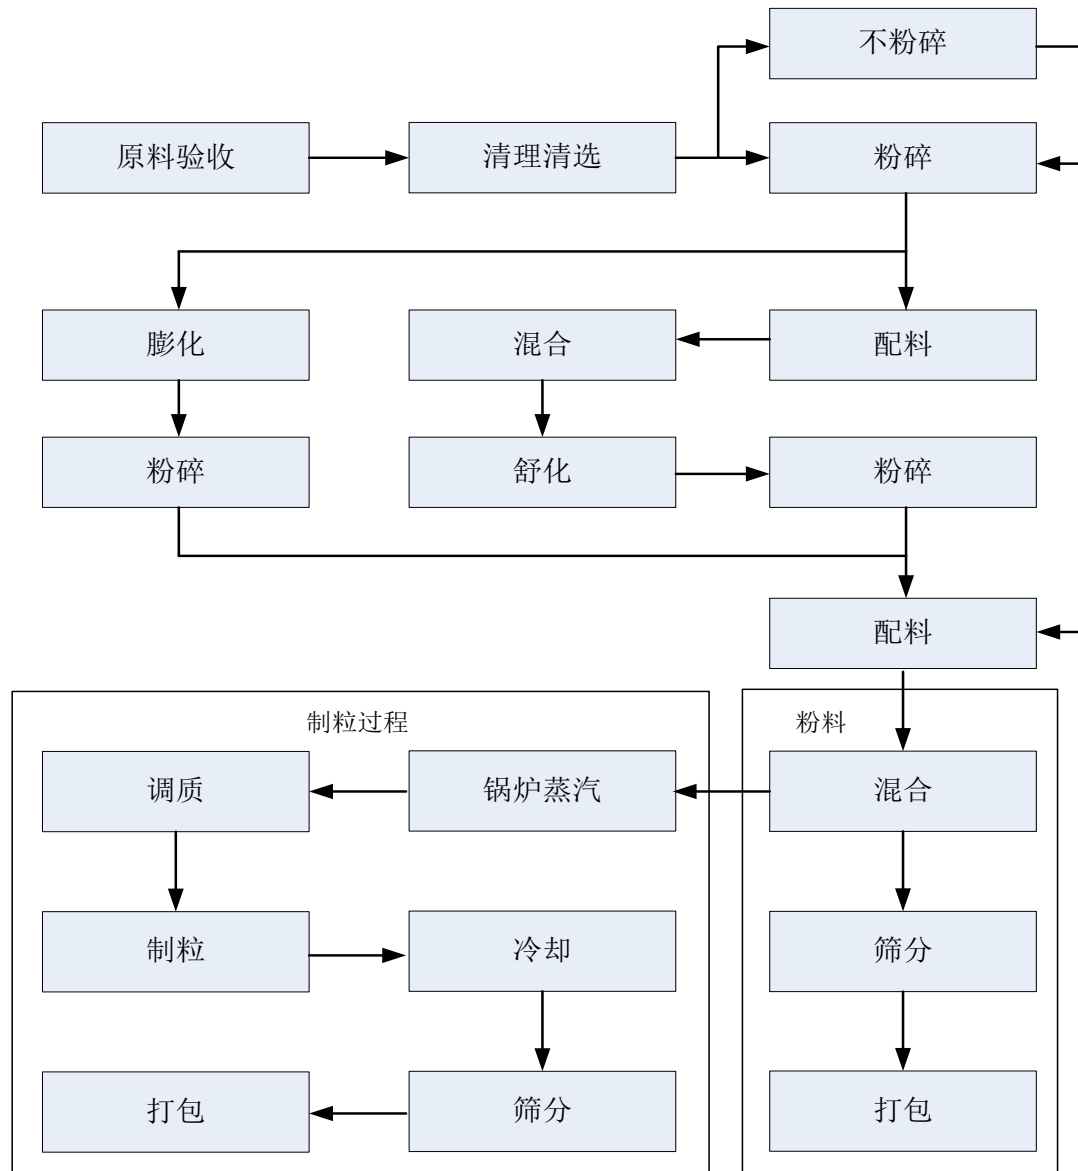 不粉碎
原料验收
清理清选
粉碎
膨化
混合
配料
粉碎
舒化
粉碎
配料
制粒过程
粉料
调质
锅炉蒸汽
混合
制粒
冷却
筛分
打包
筛分
打包